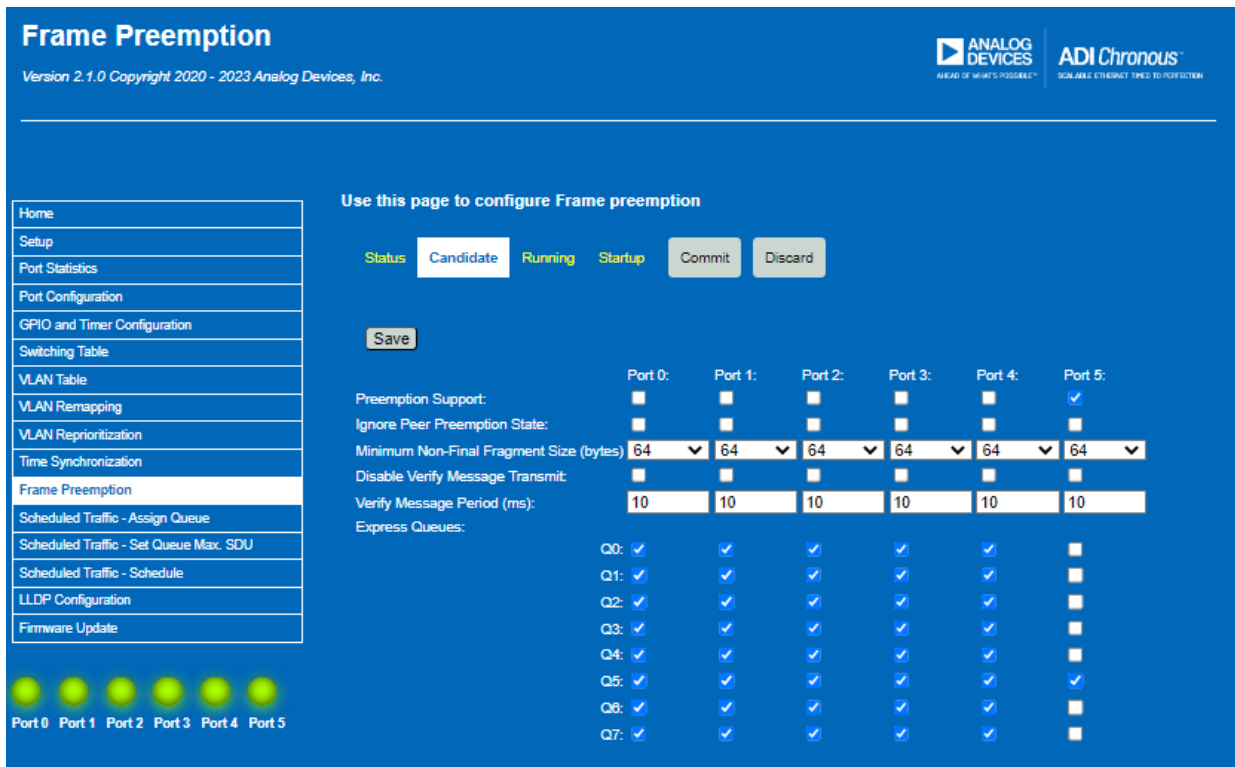 Frame Preemption
Version 2.1.0 Copyright 2020 - 2023 Analog Devices, Inc.
ANALOG
DEVICES
AHEAD OF WHAT'S POSSIBLE™
ADI Chronous™
SCALABLE ETHERNET TIMED TO PERFECTION
Home
Setup
Port Statistics
Port Configuration
GPIO and Timer Configuration
Switching Table
VLAN Table
VLAN Remapping
VLAN Reprioritization
Time Synchronization
Frame Preemption
Scheduled Traffic - Assign Queue
Scheduled Traffic - Set Queue Max. SDU
Scheduled Traffic - Schedule
LLDP Configuration
Firmware Update
Port 0 Port 1 Port 2 Port 3 Port 4 Port 5
Use this page to configure Frame preemption
Status Candidate Running Startup Commit Discard
Save
Port 0: Port 1: Port 2: Port 3: Port 4: Port 5:
Preemption Support:
Ignore Peer Preemption State:
Minimum Non-Final Fragment Size (bytes) 64 64 64 64 64 64
Disable Verify Message Transmit:
Verify Message Period (ms): 10 10 10 10 10 10
Express Queues:
Q0:
Q1:
Q2:
Q3:
Q4:
Q5:
Q6:
Q7: